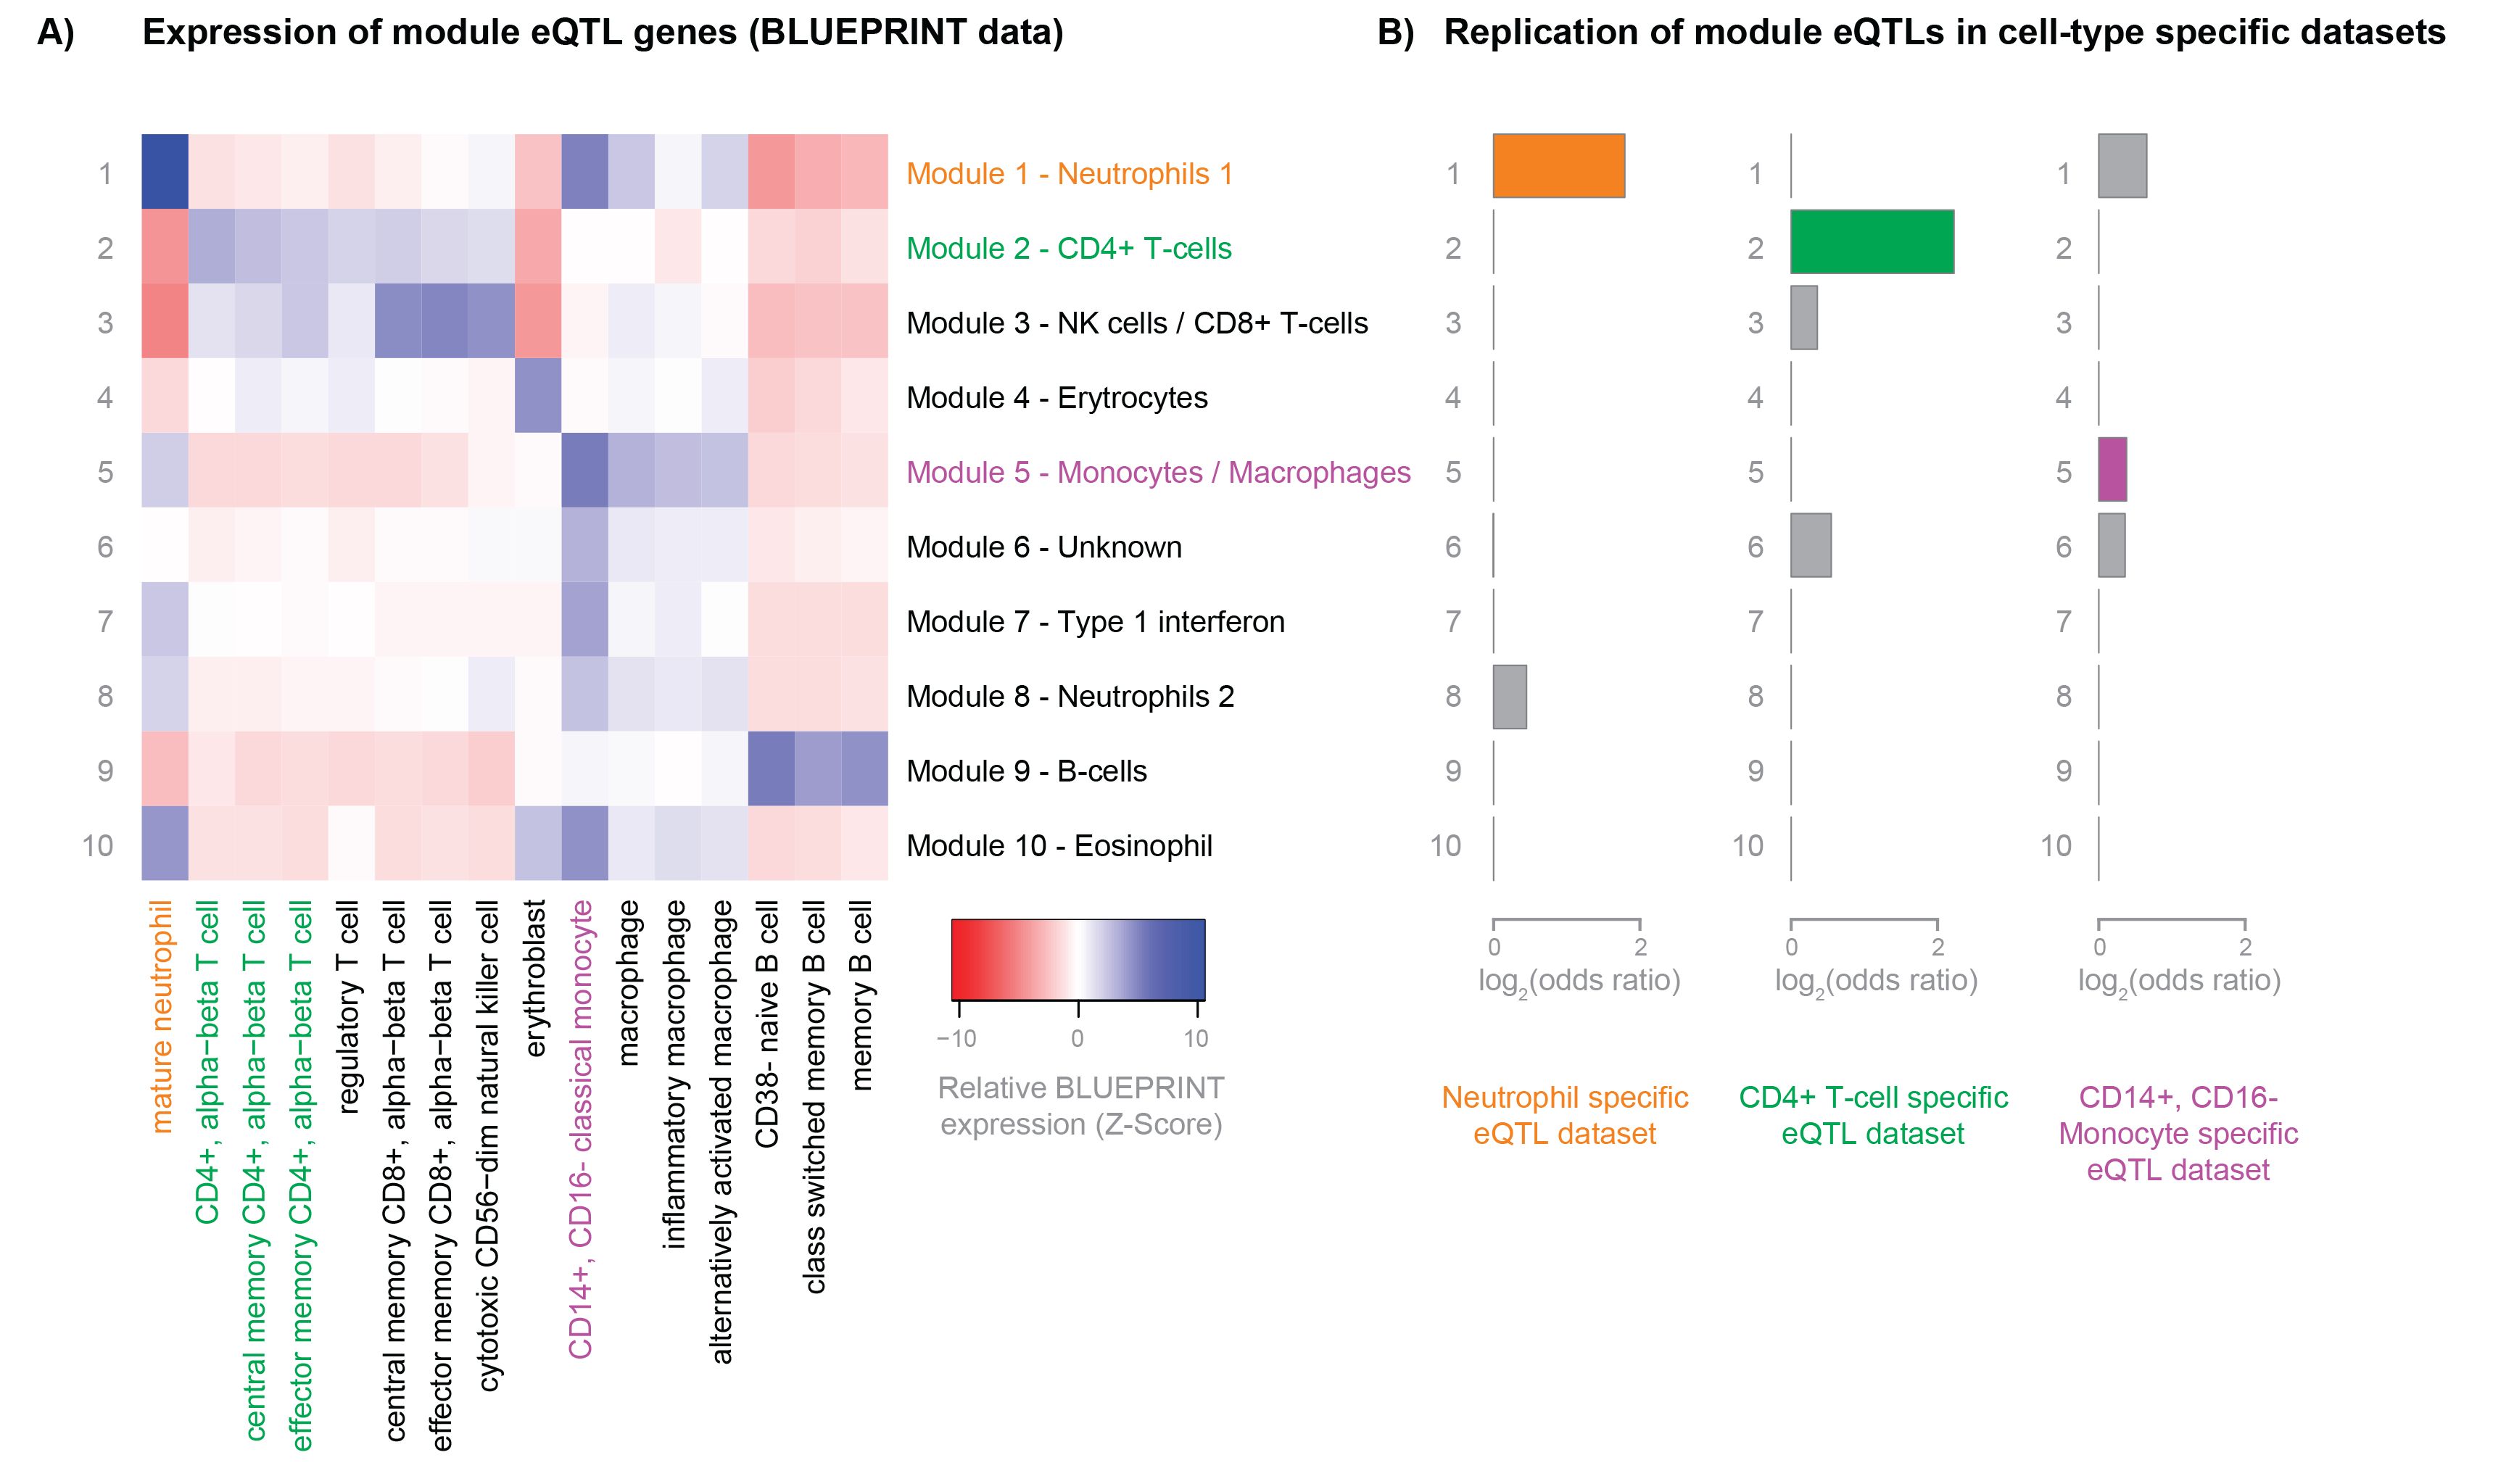 A) Expression of module eQTL genes (BLUEPRINT data)
1
2
3
4
5
6
7
8
9
10
Module 1 - Neutrophils 1
Module 2 - CD4+ T-cells
Module 3 - NK cells / CD8+ T-cells
Module 4 - Erytrocytes
Module 5 - Monocytes / Macrophages
Module 6 - Unknown
Module 7 - Type 1 interferon
Module 8 - Neutrophils 2
Module 9 - B-cells
Module 10 - Eosinophil
mature neutrophil
CD4+, alpha−beta T cell
central memory CD4+, alpha−beta T cell
effector memory CD4+, alpha−beta T cell
regulatory T cell
central memory CD8+, alpha−beta T cell
effector memory CD8+, alpha−beta T cell
cytotoxic CD56−dim natural killer cell
erythroblast
CD14+, CD16- classical monocyte
macrophage
inflammatory macrophage
alternatively activated macrophage
CD38- naive B cell
class switched memory B cell
memory B cell
−10 0 10
Relative BLUEPRINT
expression (Z-Score)
B) Replication of module eQTLs in cell-type specific datasets
1
2
3
4
5
6
7
8
9
10
0 2
log2(odds ratio)
Neutrophil specific
eQTL dataset
1
2
3
4
5
6
7
8
9
10
0 2
log2(odds ratio)
CD4+ T-cell specific
eQTL dataset
1
2
3
4
5
6
7
8
9
10
0 2
log2(odds ratio)
CD14+, CD16-
Monocyte specific
eQTL dataset